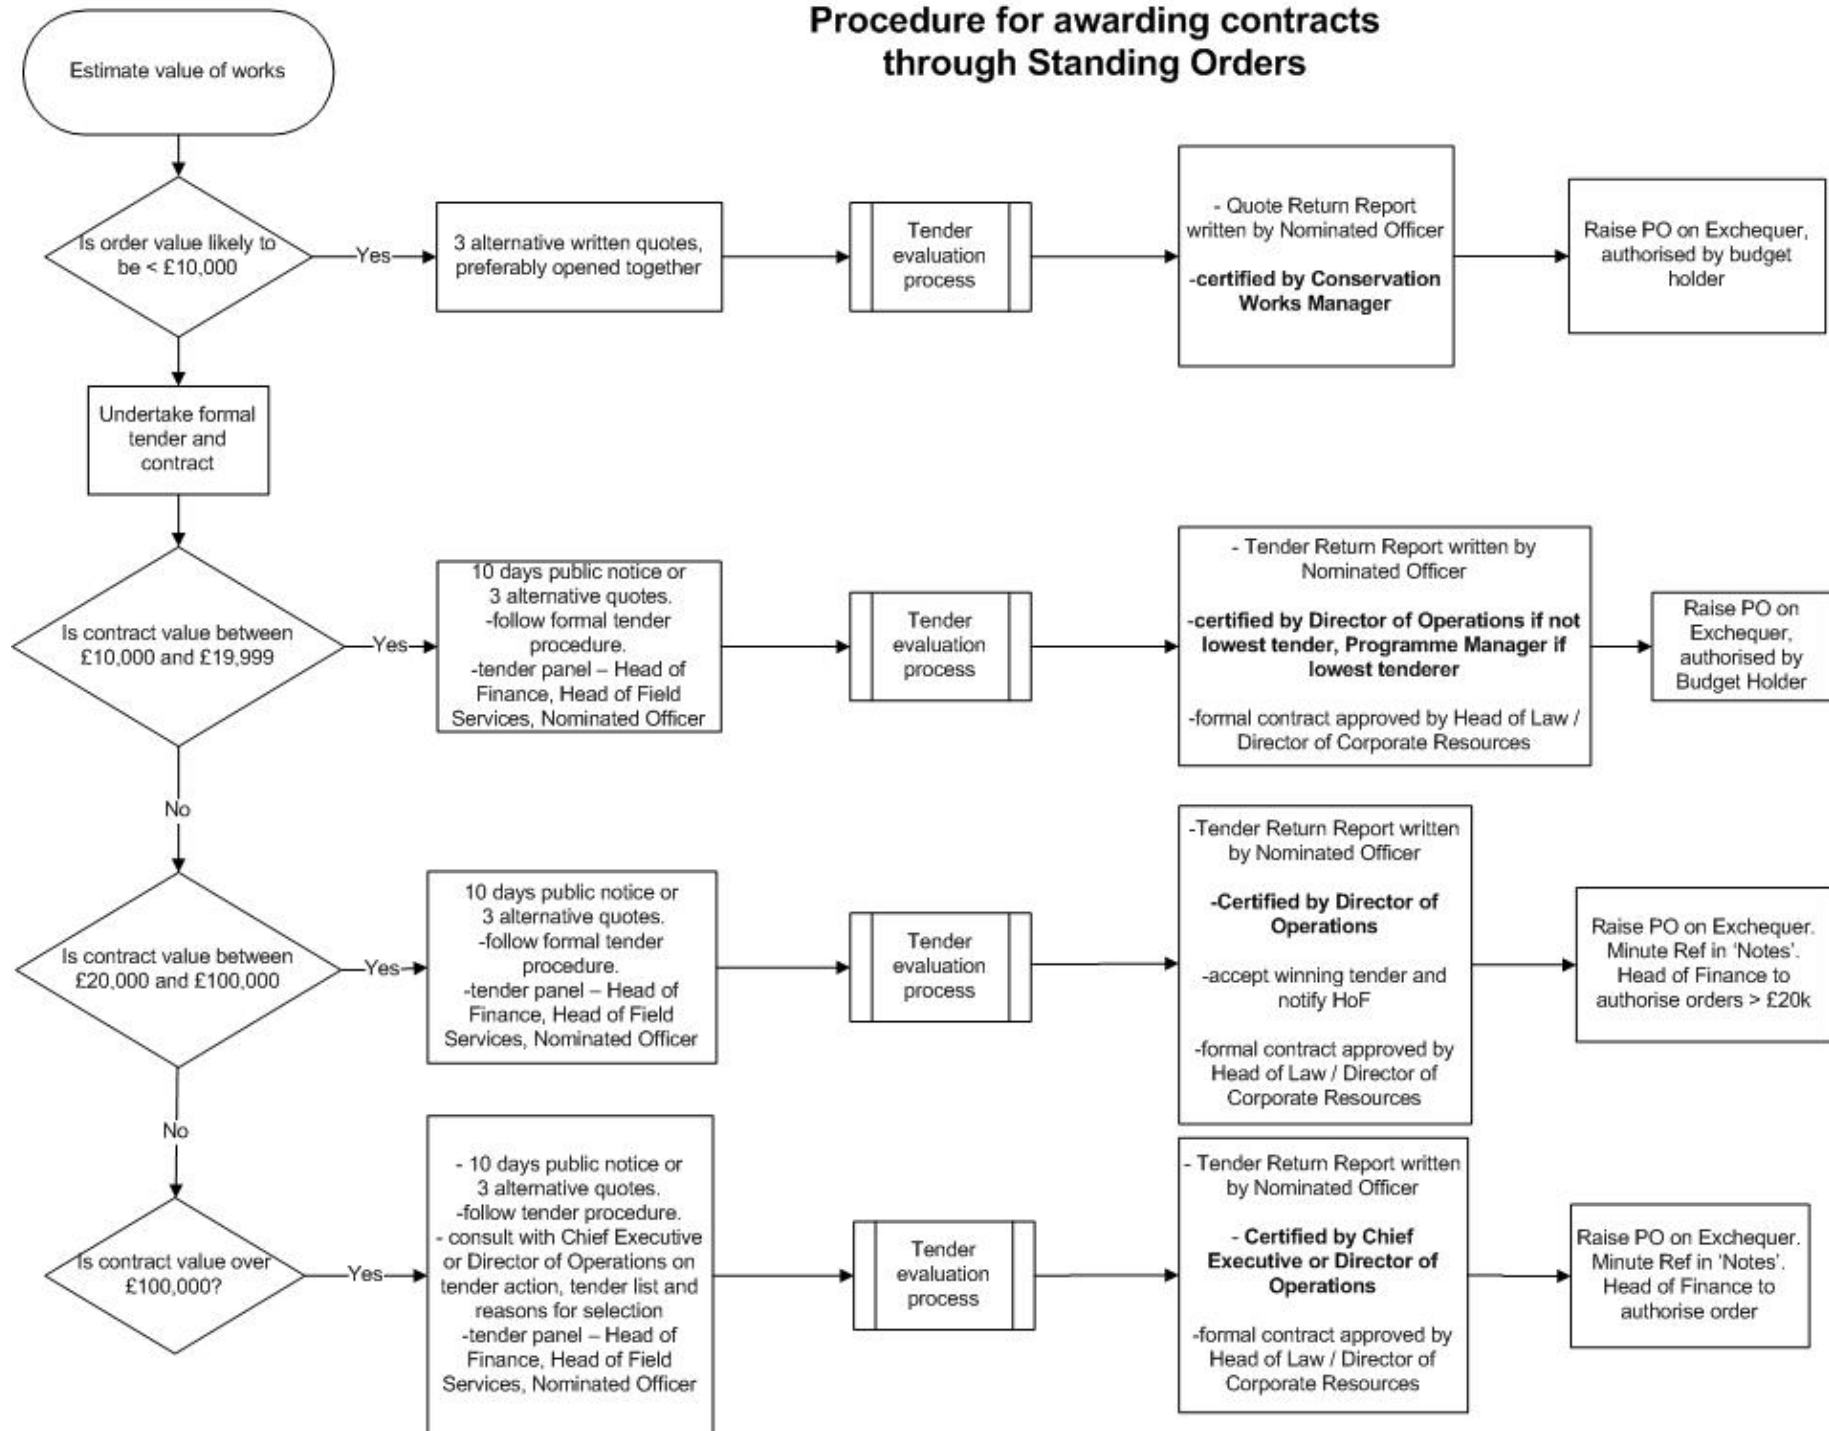 Procedure for awarding contracts
through Standing Orders
Estimate value of works
Is order value likely to
be < £10,000
Yes
3 alternative written quotes,
preferably opened together
Tender
evaluation
process
- Quote Return Report
written by Nominated Officer
-certified by Conservation
Works Manager
Raise PO on Exchequer,
authorised by budget
holder
Undertake formal
tender and
contract
Is contract value between
£10,000 and £19,999
Yes
10 days public notice or
3 alternative quotes.
-follow formal tender
procedure.
-tender panel – Head of
Finance, Head of Field
Services, Nominated Officer
Tender
evaluation
process
- Tender Return Report written by
Nominated Officer
-certified by Director of Operations if not
lowest tender, Programme Manager if
lowest tenderer
-formal contract approved by Head of Law /
Director of Corporate Resources
Raise PO on
Exchequer,
authorised by
Budget Holder
No
Is contract value between
£20,000 and £100,000
Yes
10 days public notice or
3 alternative quotes.
-follow formal tender
procedure.
-tender panel – Head of
Finance, Head of Field
Services, Nominated Officer
Tender
evaluation
process
-Tender Return Report written
by Nominated Officer
-Certified by Director of
Operations
-accept winning tender and
notify HoF
-formal contract approved by
Head of Law / Director of
Corporate Resources
Raise PO on Exchequer.
Minute Ref in ‘Notes’.
Head of Finance to
authorise orders > £20k
No
Is contract value over
£100,000?
Yes
- 10 days public notice or
3 alternative quotes.
-follow tender procedure.
- consult with Chief Executive
or Director of Operations on
tender action, tender list and
reasons for selection
-tender panel – Head of
Finance, Head of Field
Services, Nominated Officer
Tender
evaluation
process
- Tender Return Report written
by Nominated Officer
- Certified by Chief
Executive or Director of
Operations
-formal contract approved by
Head of Law / Director of
Corporate Resources
Raise PO on Exchequer.
Minute Ref in ‘Notes’.
Head of Finance to
authorise order